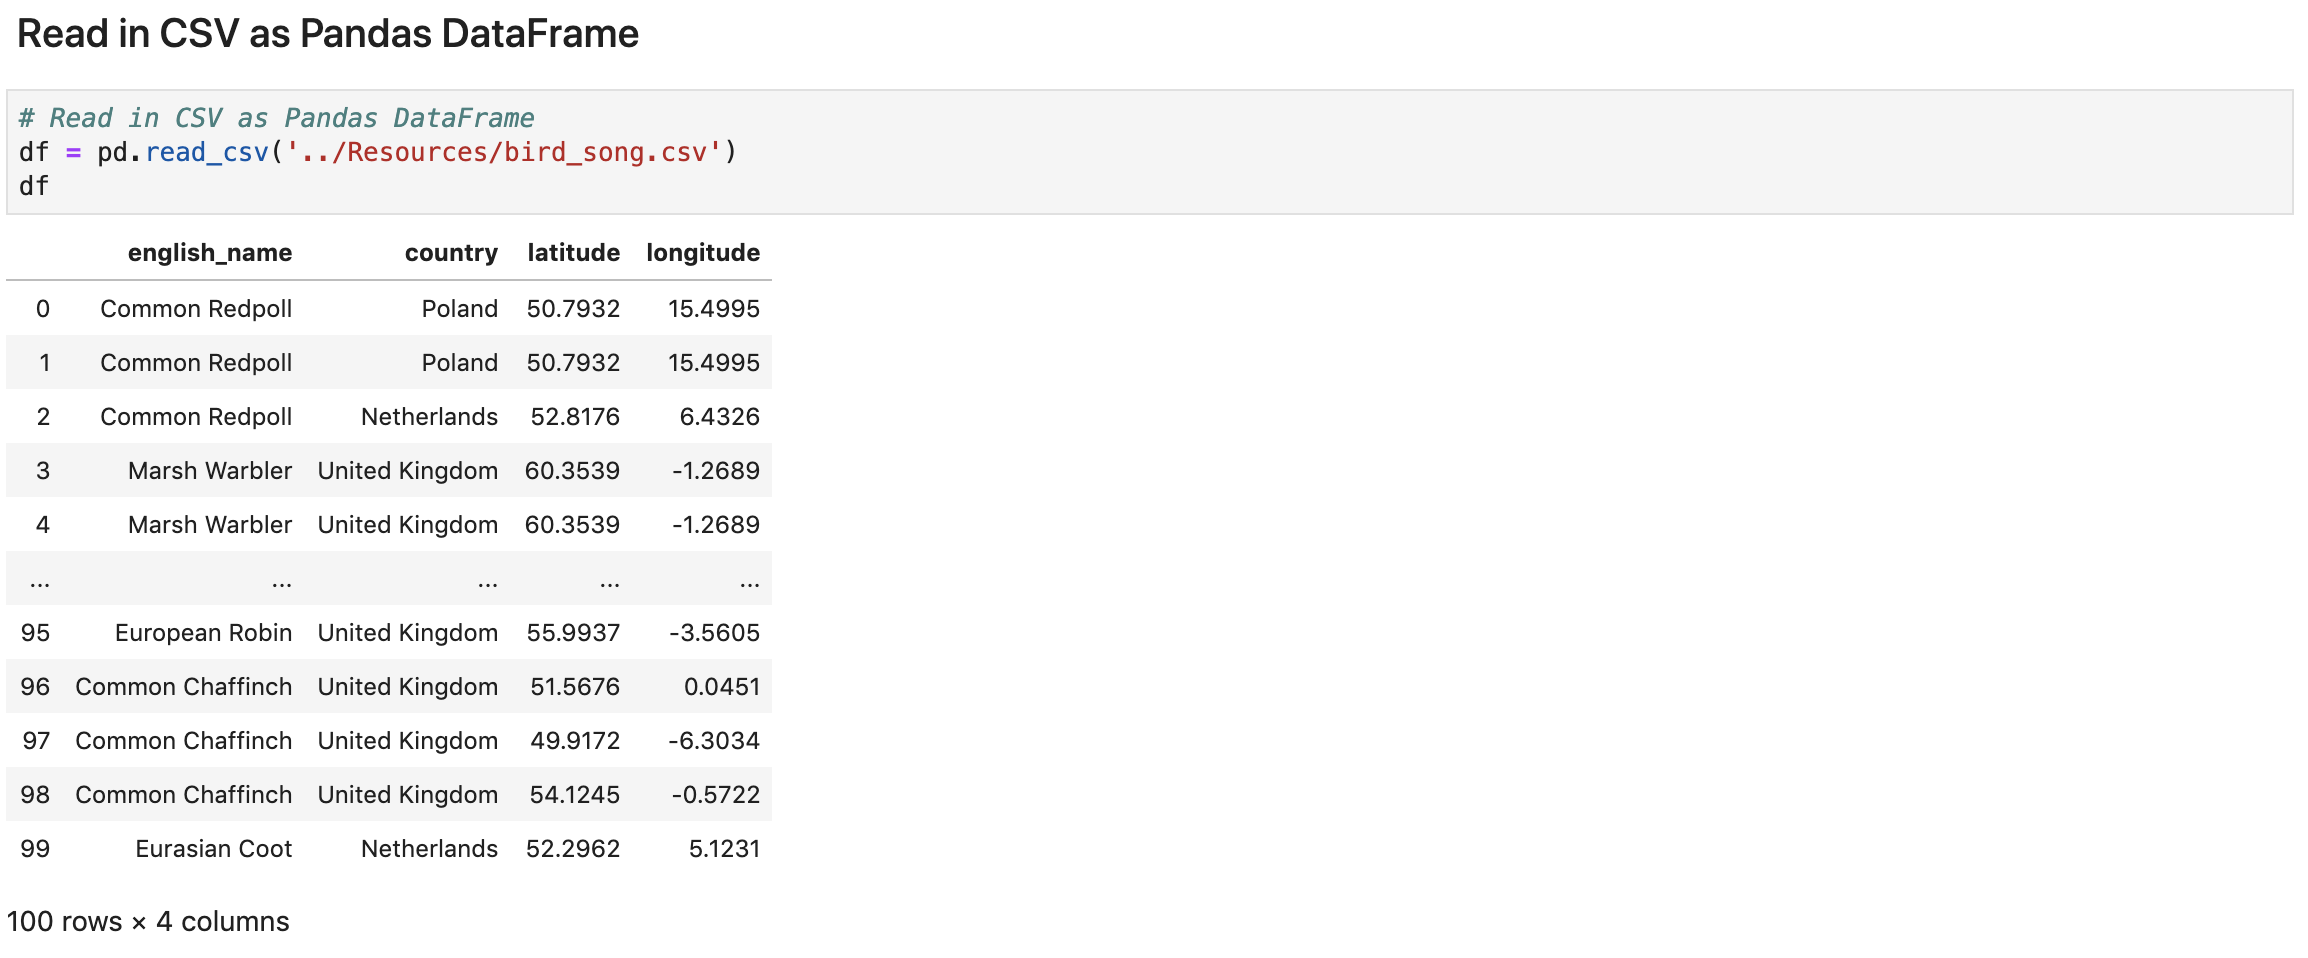 Read in CSV as Pandas DataFrame
# Read in CSV as Pandas DataFrame
df = pd.read_csv('../Resources/bird_song.csv')
df
english_name country latitude longitude
0 Common Redpoll Poland 50.7932 15.4995
1 Common Redpoll Poland 50.7932 15.4995
2 Common Redpoll Netherlands 52.8176 6.4326
3 Marsh Warbler United Kingdom 60.3539 -1.2689
4 Marsh Warbler United Kingdom 60.3539 -1.2689
... ... ... ... ...
95 European Robin United Kingdom 55.9937 -3.5605
96 Common Chaffinch United Kingdom 51.5676 0.0451
97 Common Chaffinch United Kingdom 49.9172 -6.3034
98 Common Chaffinch United Kingdom 54.1245 -0.5722
99 Eurasian Coot Netherlands 52.2962 5.1231
100 rows × 4 columns